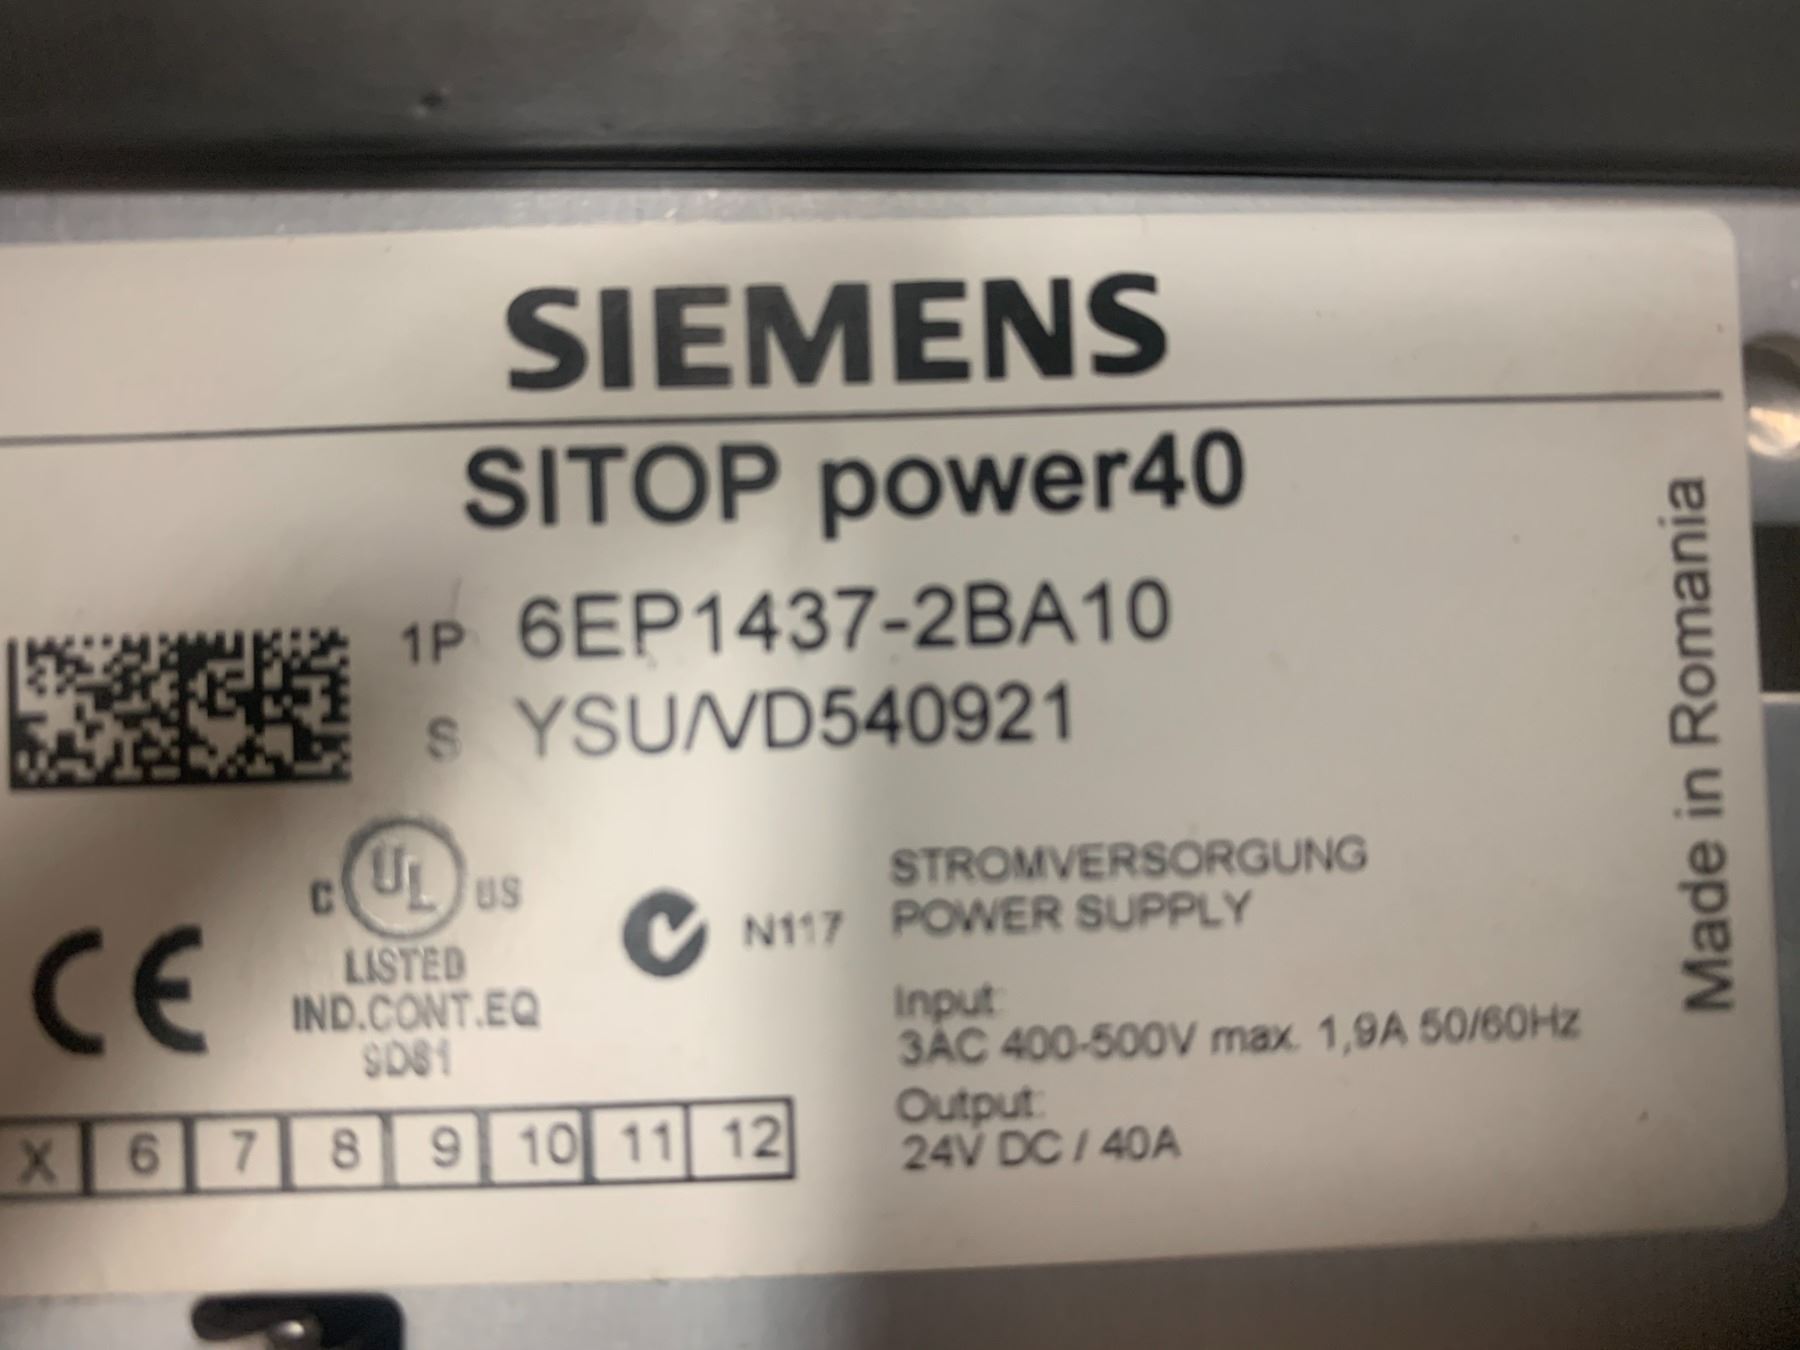 SIEMENS
SITOP power40
1P 6EP1437-2BA10
S YSU/VD540921
C UL US
LISTED
IND.CONT.EQ
CE
N117
STROMVERSORGUNG
POWER SUPPLY
Input:
3AC 400-500V max. 1,9A 50/60Hz
Output:
24V DC / 40A
X 6 7 8 9 10 11 12
Made in Romania